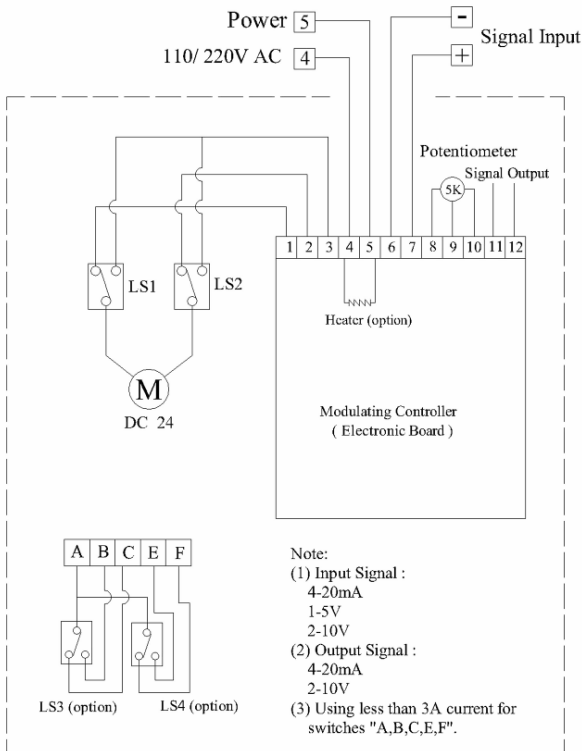 Power 5
110/ 220V AC 4
-
+
Signal Input
Potentiometer
Signal Output
5K
1 2 3 4 5 6 7 8 9 10 11 12
LS1
LS2
Heater (option)
M
DC 24
Modulating Controller
( Electronic Board )
A B C E F
LS3 (option)
LS4 (option)
Note:
(1) Input Signal :
4-20mA
1-5V
2-10V
(2) Output Signal :
4-20mA
2-10V
(3) Using less than 3A current for
switches "A,B,C,E,F".